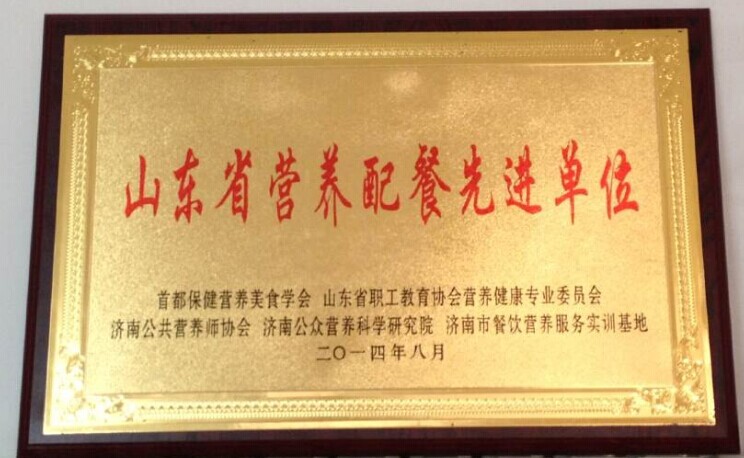 山东省营养配餐先进单位
首都保健营养美食学会 山东省职工教育协会营养健康专业委员会
济南公共营养师协会 济南公众营养科学研究院 济南市餐饮营养服务实训基地
二〇一四年八月